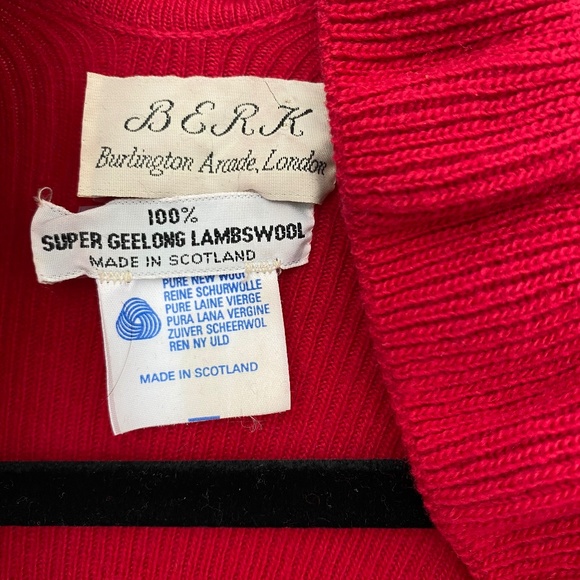 BERK
Burlington Arcade, London
100%
SUPER GEELONG LAMBSWOOL
MADE IN SCOTLAND
PURE NEW WOOL
REINE SCHURWOLLE
PURE LAINE VIERGE
PURA LANA VERGINE
ZUIVER SCHEERWOL
REN NY ULD
MADE IN SCOTLAND